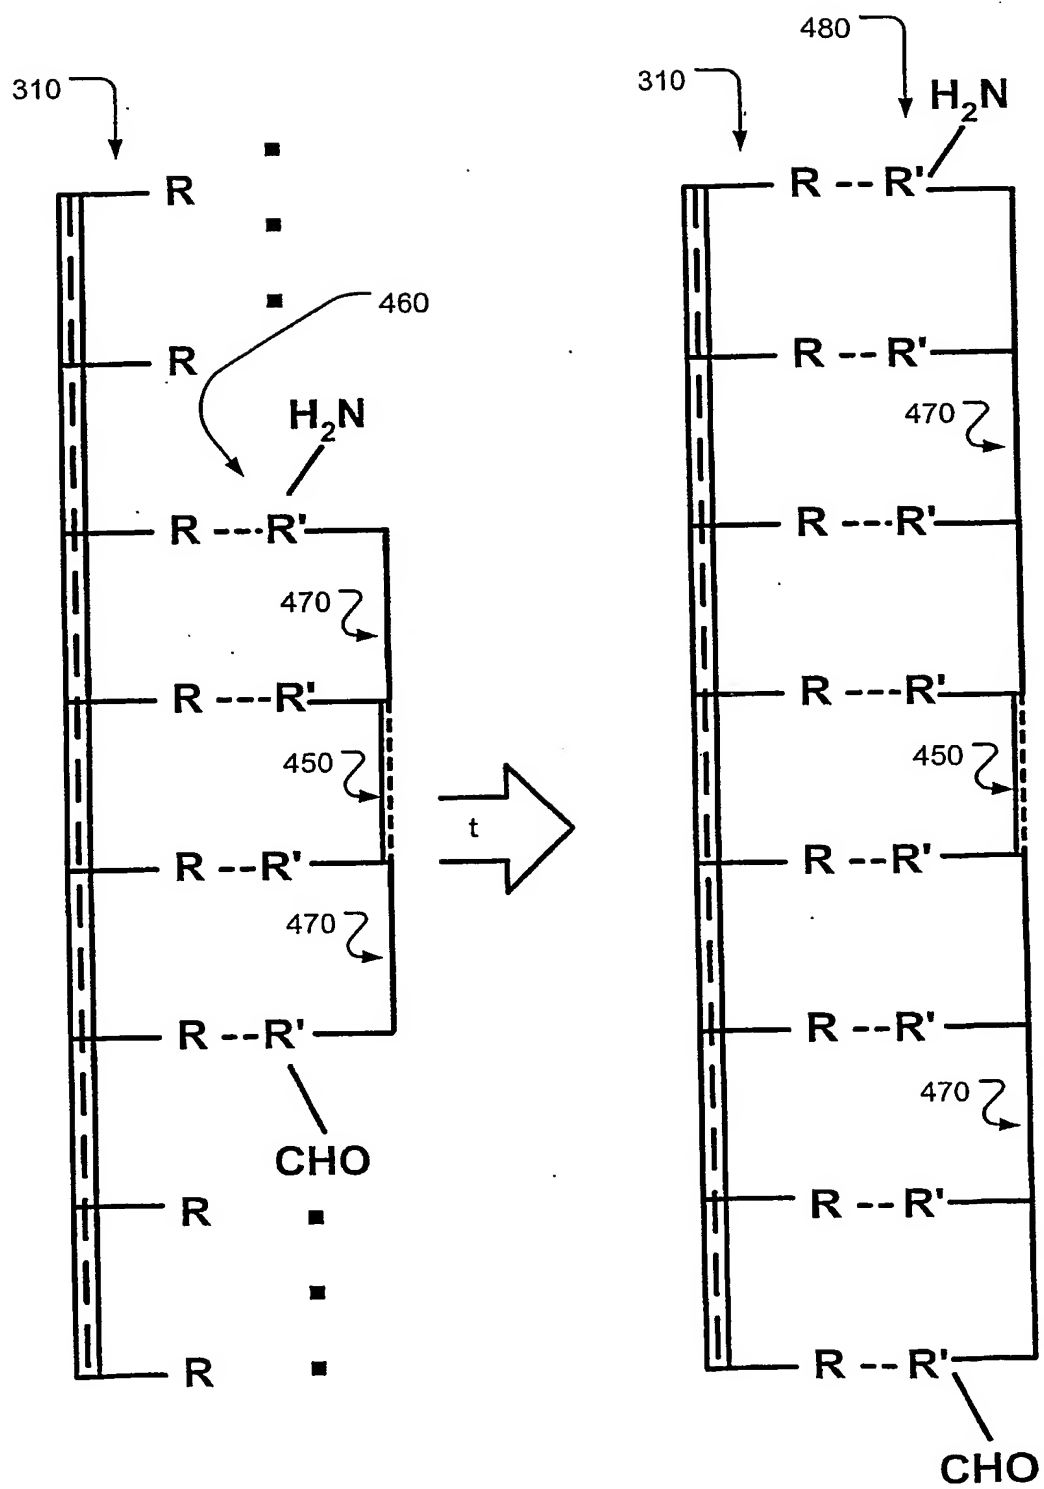 310
R
R
460
H2N
R ---- R'
470
R --- R'
450
R -- R'
470
R -- R'
CHO
R
R
t
480
310
H2N
R -- R'
R -- R'
470
R --- R'
R --- R'
450
R -- R'
R -- R'
470
R -- R'
R -- R'
CHO